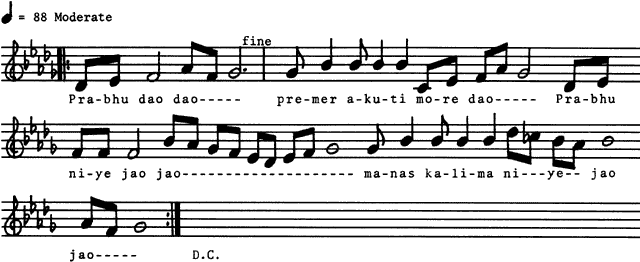 ♩ = 88 Moderate
fine
Pra-bhu dao dao----- pre-mer a-ku-ti mo-re dao----- Pra-bhu
ni-ye jao jao-------------------- ma-nas ka-li-ma ni---ye-- jao
jao----- D.C.